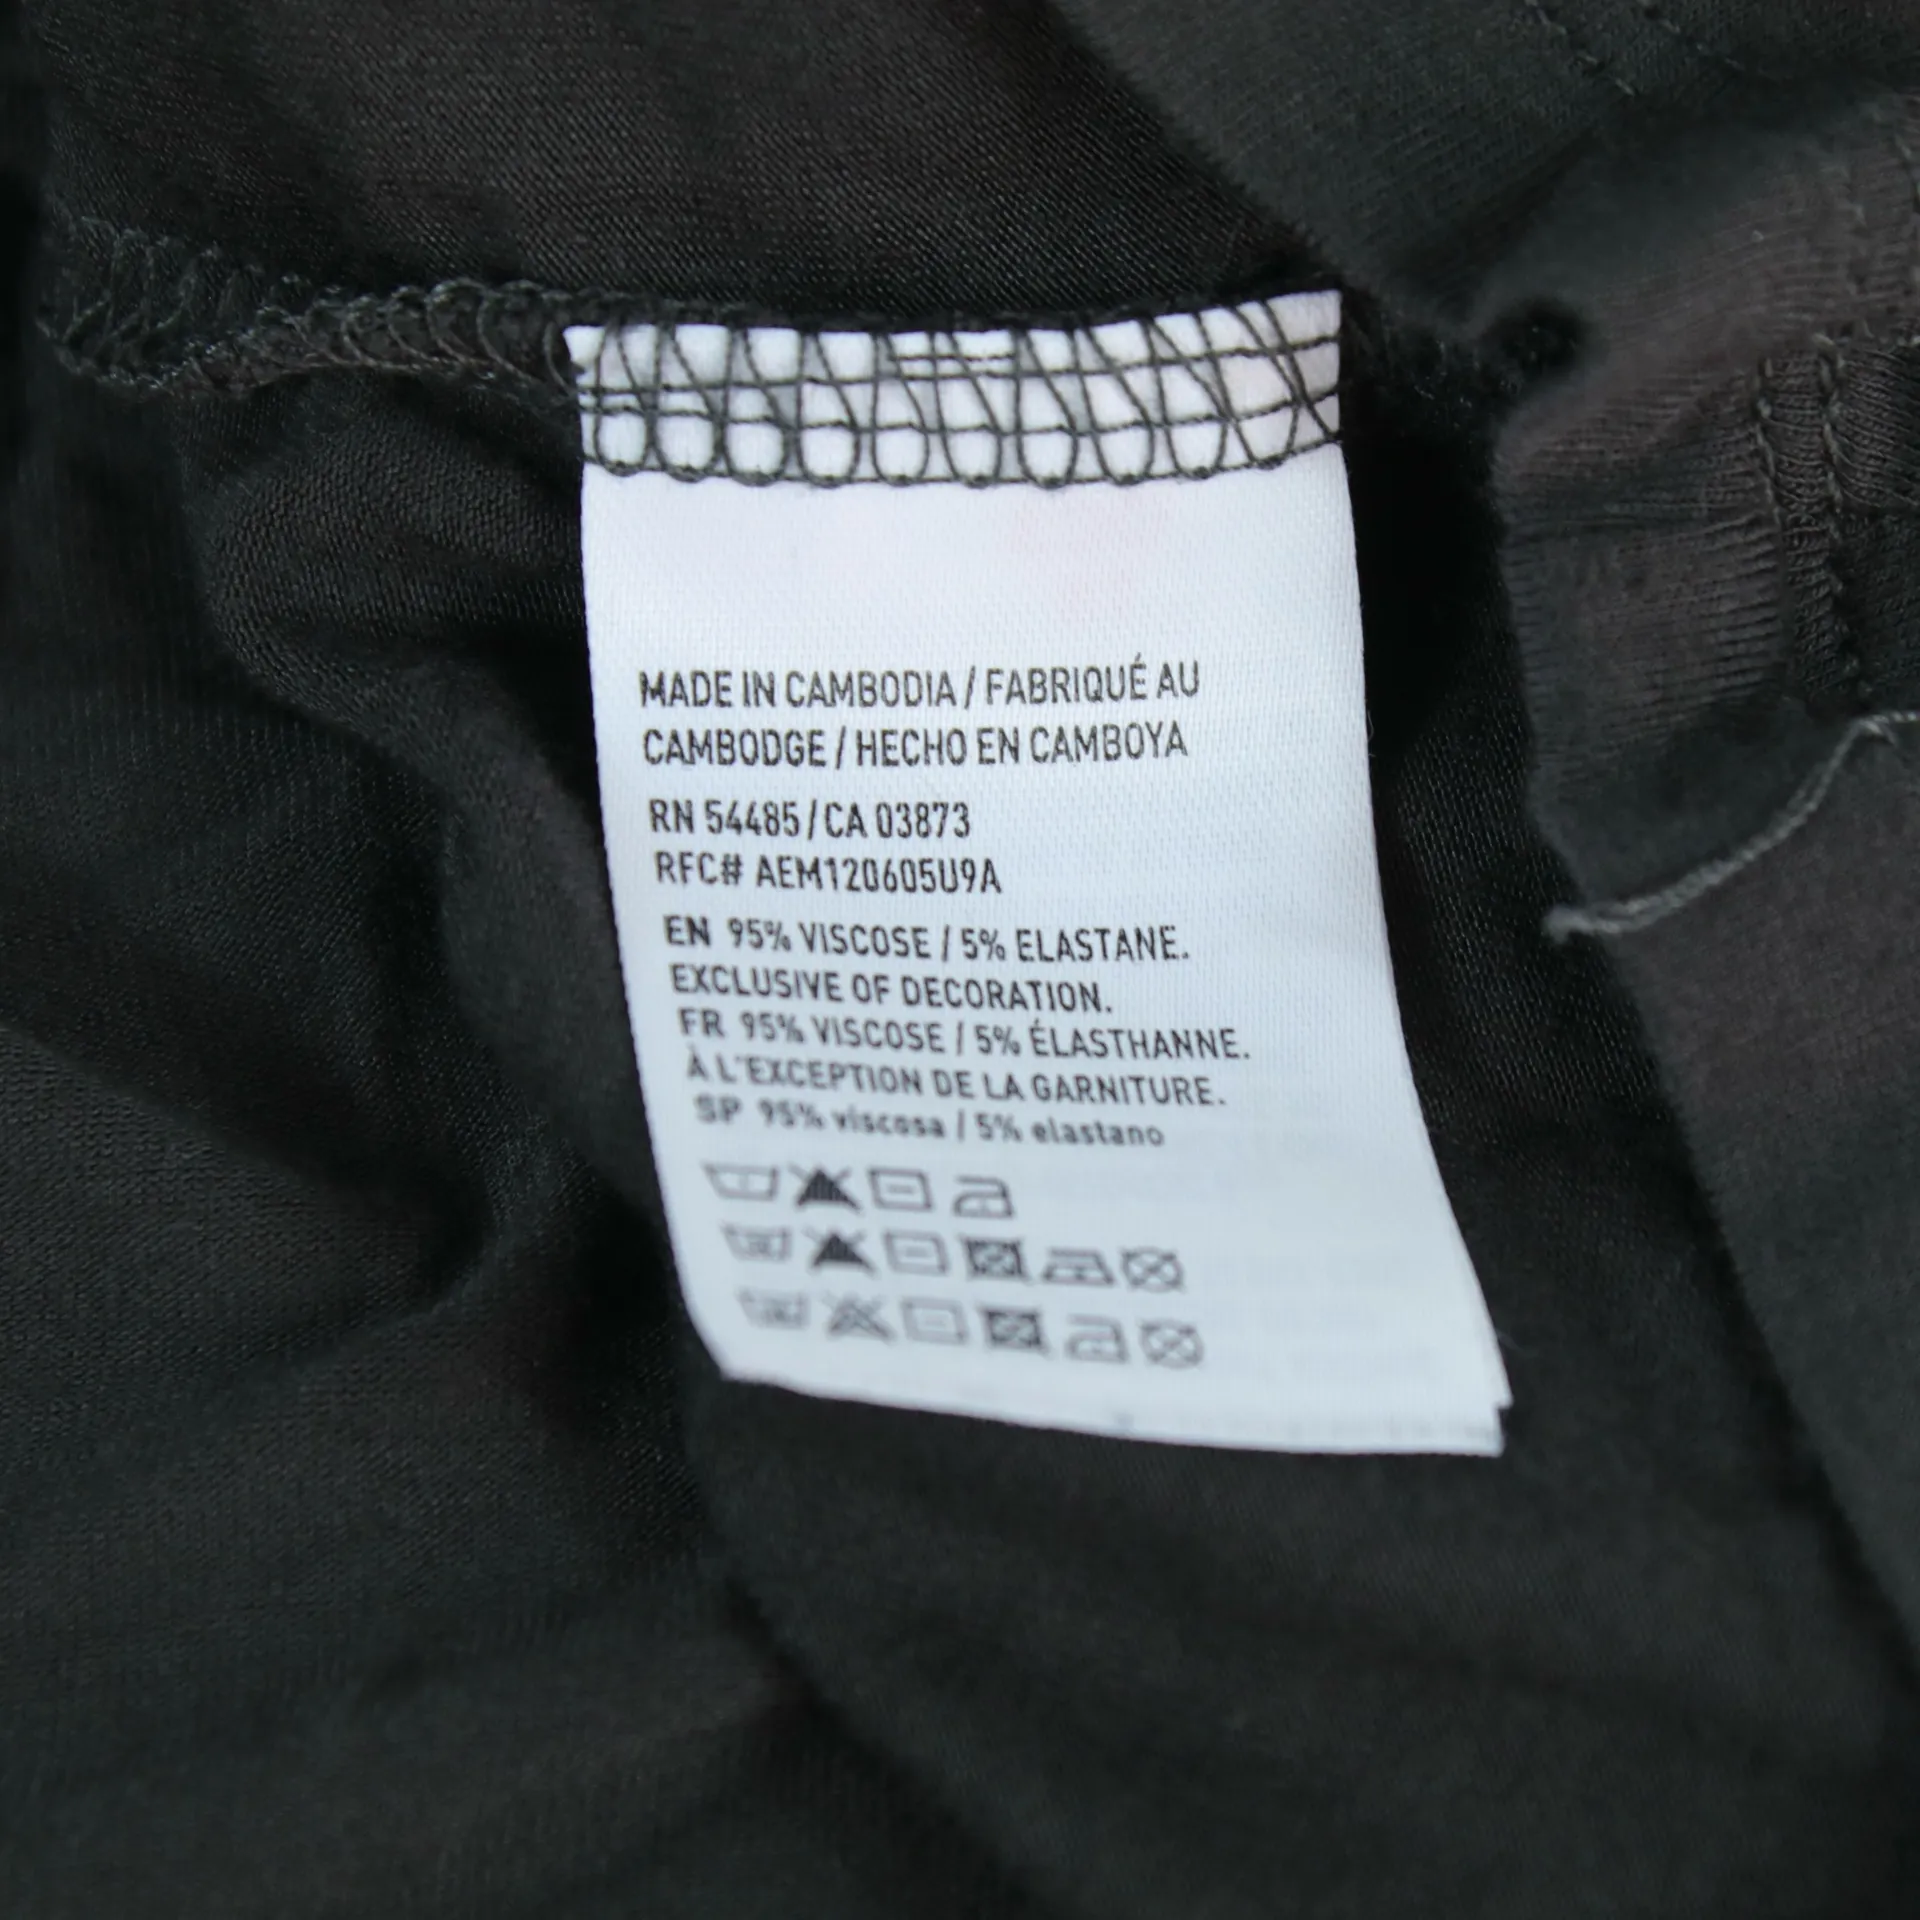 MADE IN CAMBODIA / FABRIQUÉ AU
CAMBODGE / HECHO EN CAMBOYA
RN 54485 / CA 03873
RFC# AEM120605U9A
EN 95% VISCOSE / 5% ELASTANE.
EXCLUSIVE OF DECORATION.
FR 95% VISCOSE / 5% ÉLASTHANNE.
À L'EXCEPTION DE LA GARNITURE.
SP 95% viscosa / 5% elastano